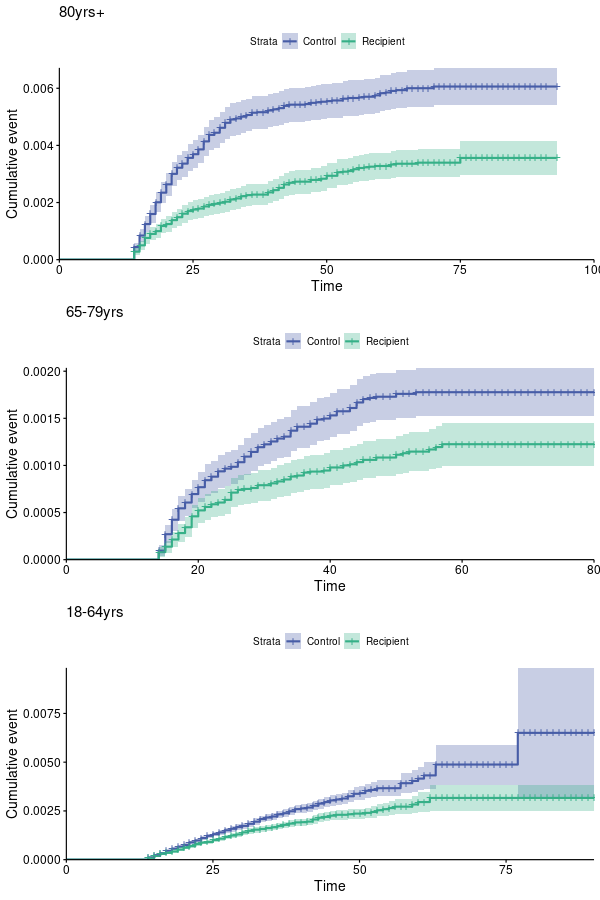 80yrs+
Strata Control Recipient
0.006
0.004
0.002
0.000
Cumulative event
0 25 50 75 100
Time
65-79yrs
Strata Control Recipient
0.0020
0.0015
0.0010
0.0005
0.0000
Cumulative event
0 20 40 60 80
Time
18-64yrs
Strata Control Recipient
0.0075
0.0050
0.0025
0.0000
Cumulative event
0 25 50 75
Time